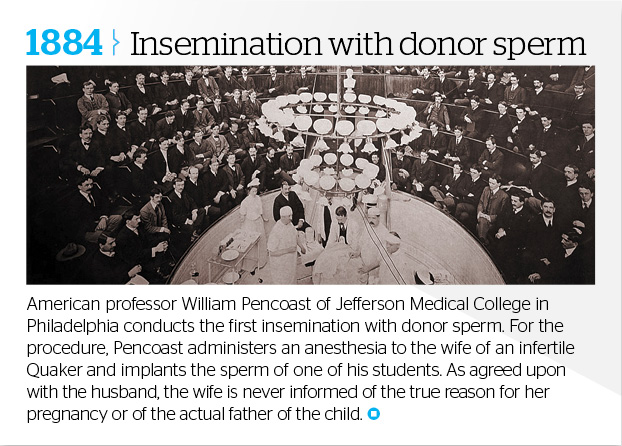 1884 Insemination with donor sperm
American professor William Pencoast of Jefferson Medical College in
Philadelphia conducts the first insemination with donor sperm. For the
procedure, Pencoast administers an anesthesia to the wife of an infertile
Quaker and implants the sperm of one of his students. As agreed upon
with the husband, the wife is never informed of the true reason for her
pregnancy or of the actual father of the child.